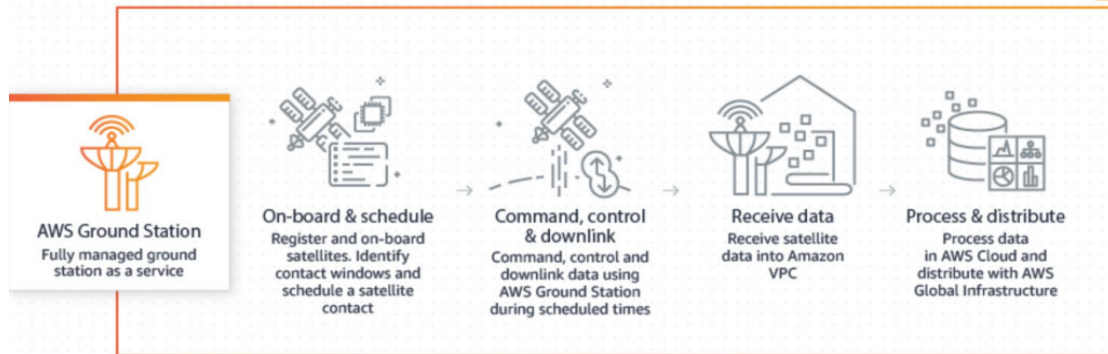 AWS Ground Station
Fully managed ground
station as a service
On-board & schedule
Register and on-board
satellites. Identify
contact windows and
schedule a satellite
contact
Command, control
& downlink
Command, control and
downlink data using
AWS Ground Station
during scheduled times
Receive data
Receive satellite
data into Amazon
VPC
Process & distribute
Process data
in AWS Cloud and
distribute with AWS
Global Infrastructure